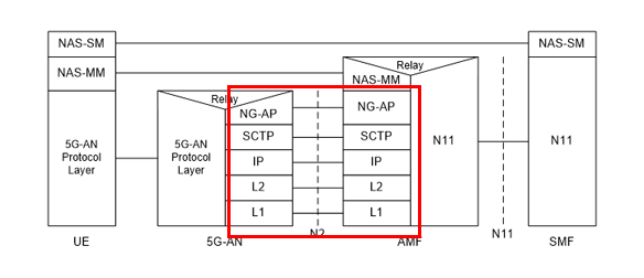 NAS-SM
NAS-SM
NAS-MM
Relay
NAS-MM
Relay
NG-AP
NG-AP
5G-AN
Protocol
Layer
5G-AN
Protocol
Layer
SCTP
SCTP
N11
N11
IP
IP
L2
L2
L1
L1
N2
N11
UE
5G-AN
AMF
SMF